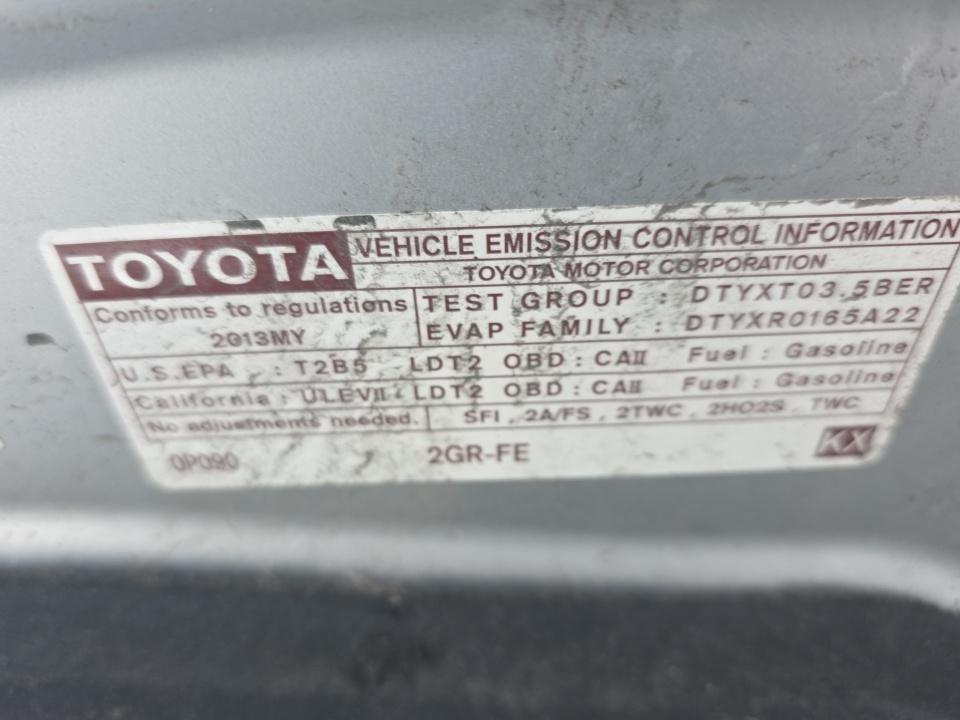 TOYOTA VEHICLE EMISSION CONTROL INFORMATION
TOYOTA MOTOR CORPORATION
Conforms to regulations TEST GROUP : DTYXT03.5BER
2013MY EVAP FAMILY : DTYXR0165A22
U.S.EPA : T2B5 LDT2 OBD : CAII Fuel : Gasoline
California : ULEVII LDT2 OBD : CAII Fuel : Gasoline
No adjustments needed. SFI , 2A/FS , 2TWC , 2HO2S , TWC
0P090 2GR-FE KX